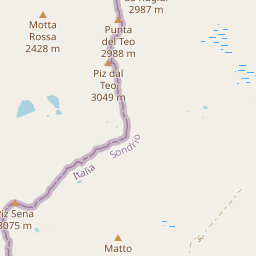 2987 m
Motta
Rossa
2428 m
Punta
del Teo
2988 m
Piz dal
Teo
3049 m
Sondrio
Italia
Piz Sena
3075 m
Matto